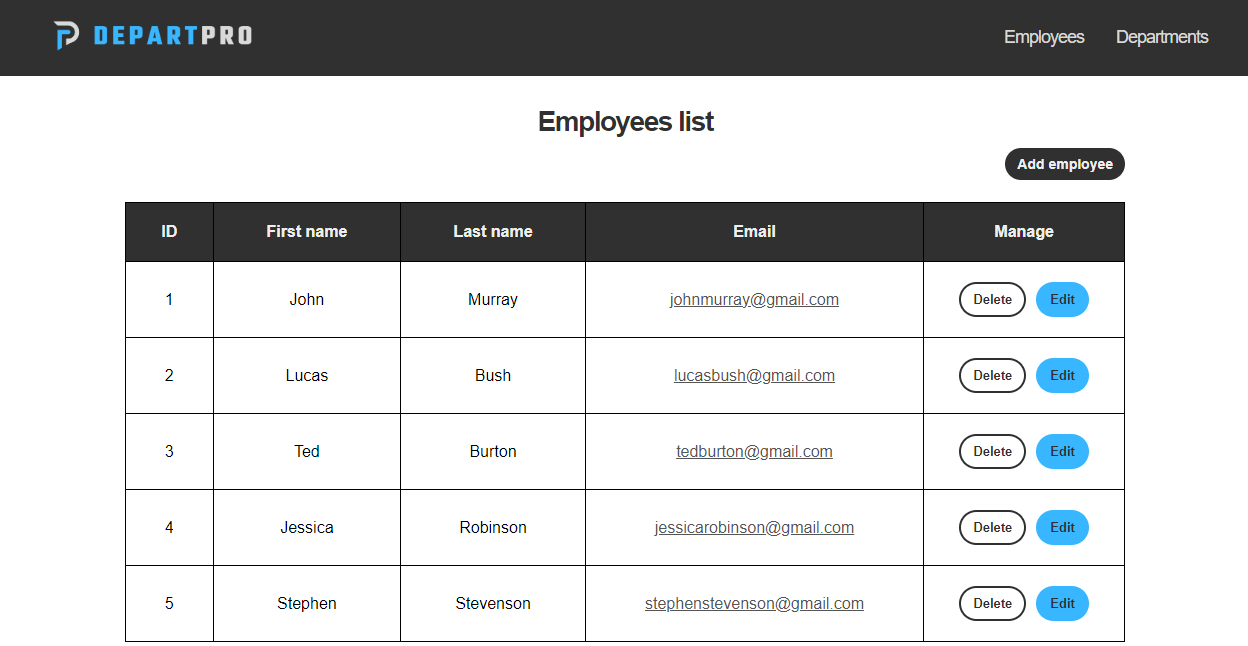 DEPARTPRO
Employees Departments
Employees list
Add employee
ID First name Last name Email Manage
1 John Murray johnmurray@gmail.com Delete Edit
2 Lucas Bush lucasbush@gmail.com Delete Edit
3 Ted Burton tedburton@gmail.com Delete Edit
4 Jessica Robinson jessicarobinson@gmail.com Delete Edit
5 Stephen Stevenson stephenstevenson@gmail.com Delete Edit